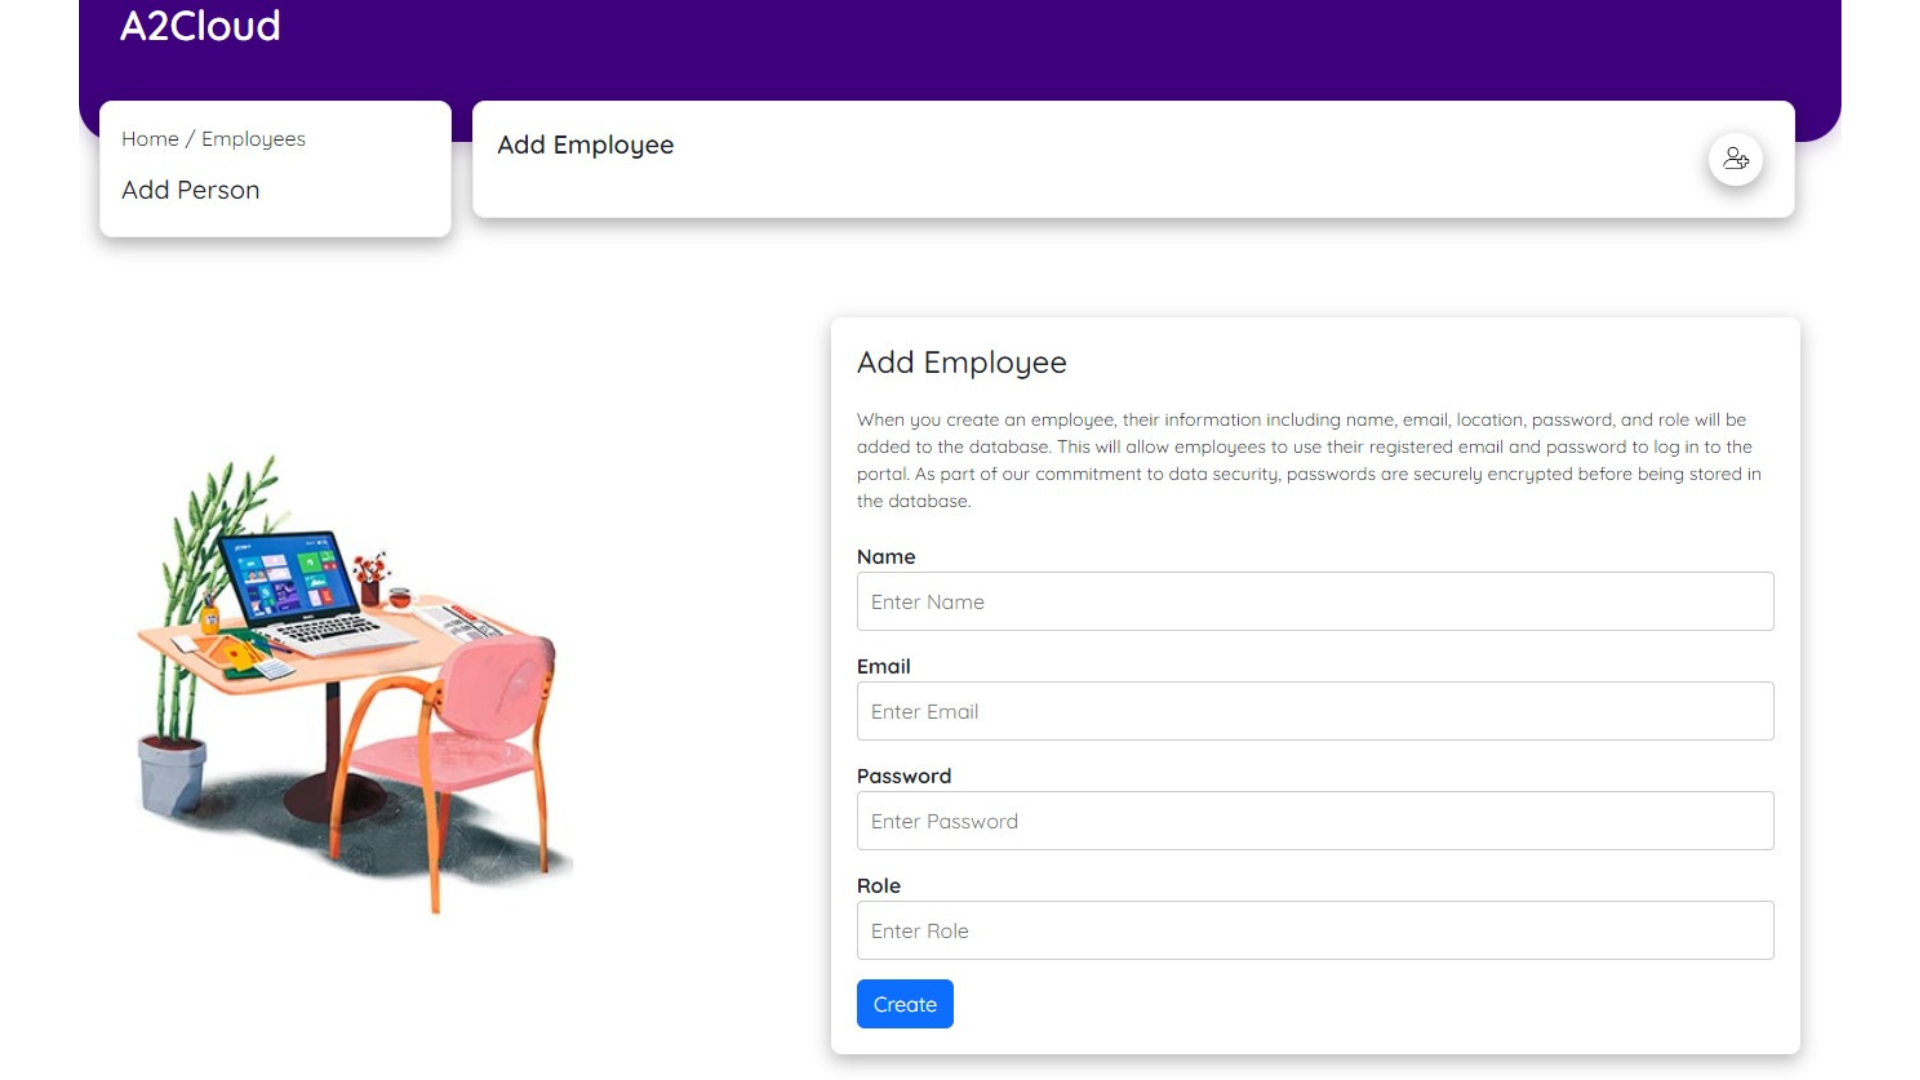 A2Cloud
Home / Employees
Add Person
Add Employee
Add Employee
When you create an employee, their information including name, email, location, password, and role will be
added to the database. This will allow employees to use their registered email and password to log in to the
portal. As part of our commitment to data security, passwords are securely encrypted before being stored in
the database.
Name
Enter Name
Email
Enter Email
Password
Enter Password
Role
Enter Role
Create